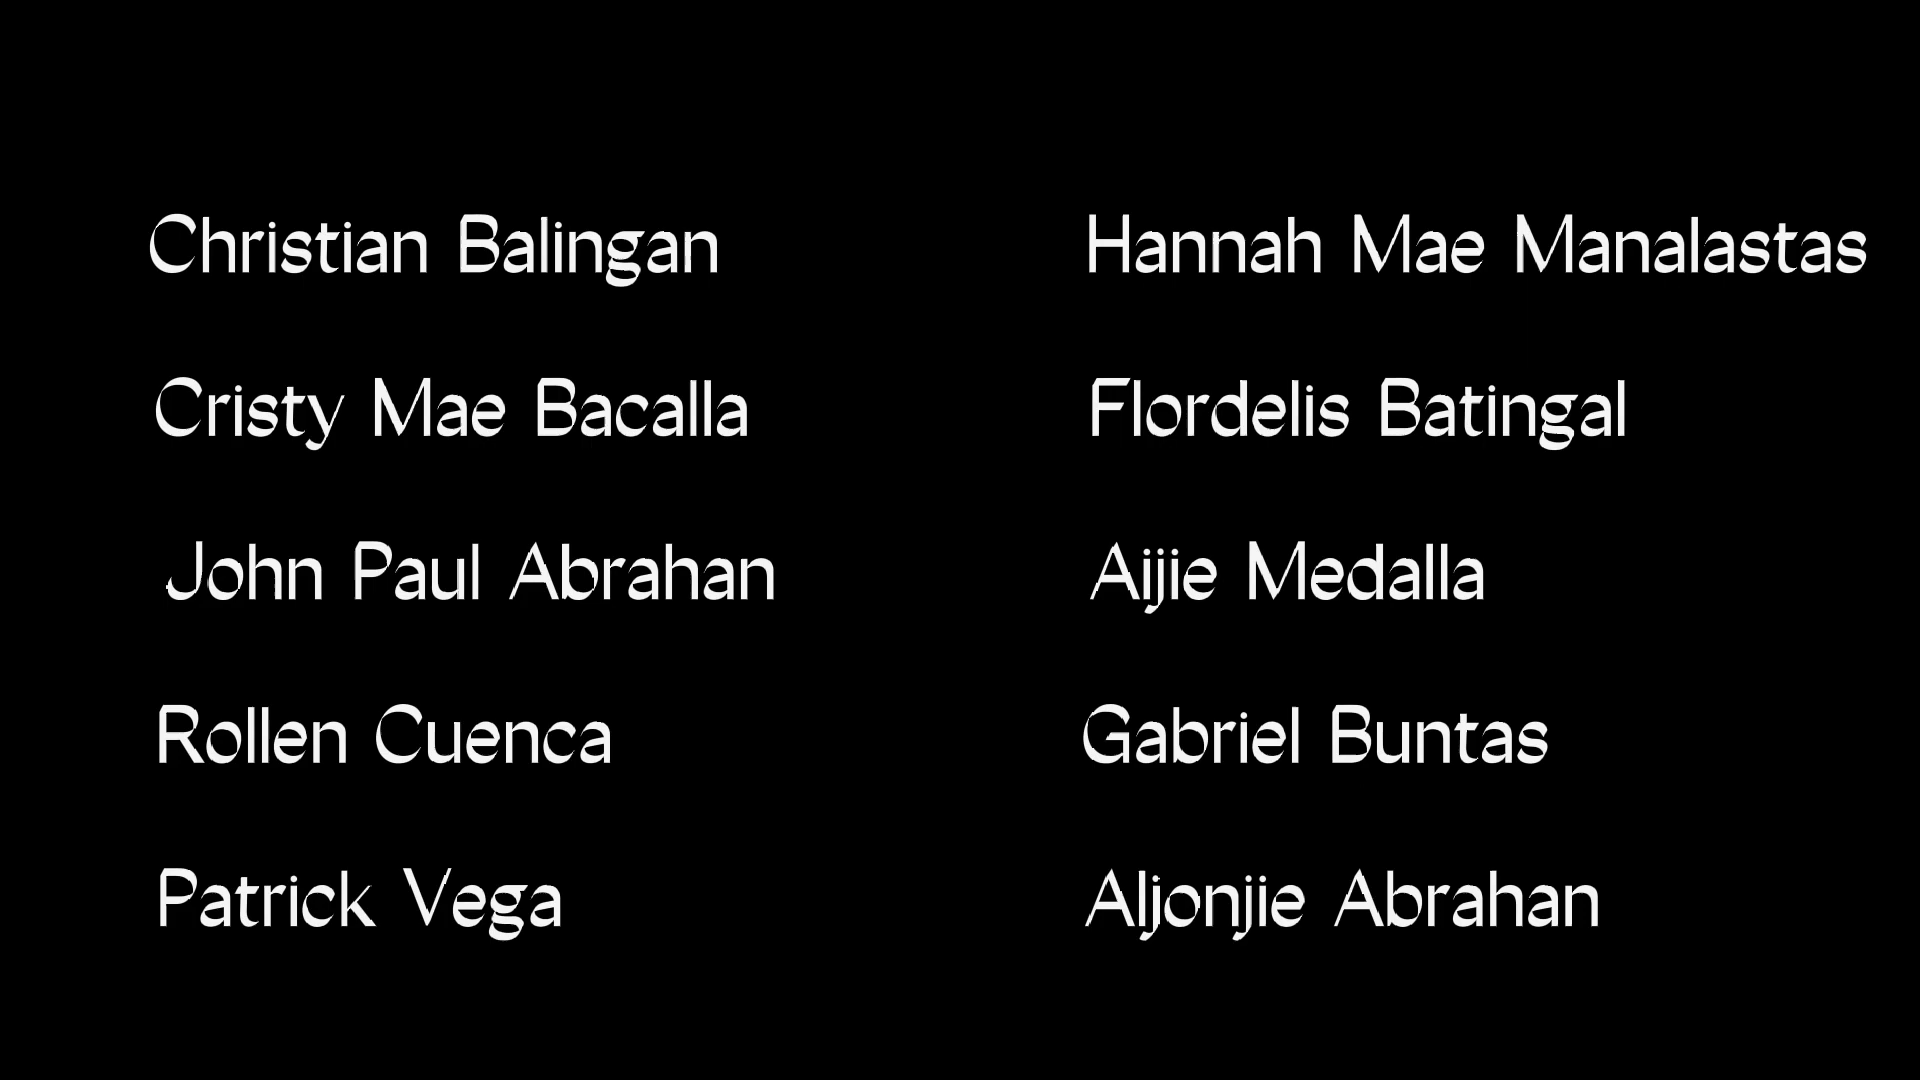 Christian Balingan
Cristy Mae Bacalla
John Paul Abrahan
Rollen Cuenca
Patrick Vega
Hannah Mae Manalastas
Flordelis Batingal
Aijie Medalla
Gabriel Buntas
Aljonjie Abrahan